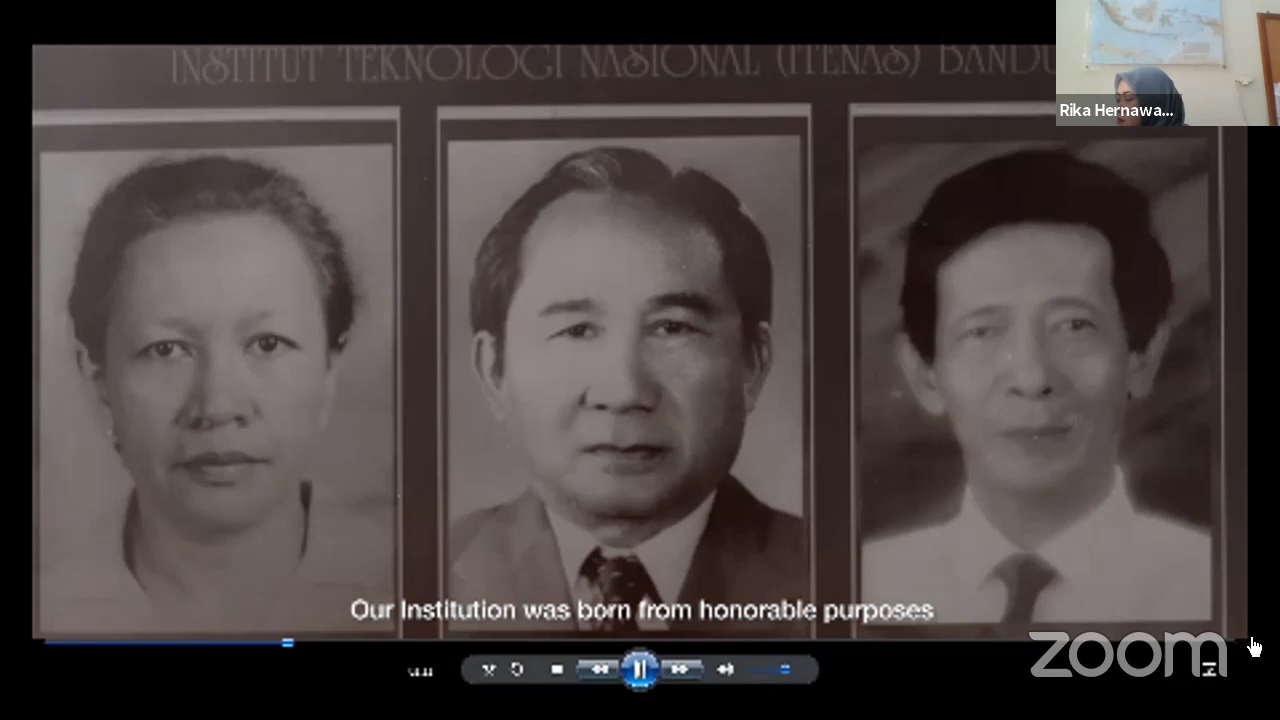 INSTITUT TEKNOLOGI NASIONAL (ITENAS) BANDU
Rika Hernawa...
Our Institution was born from honorable purposes
zoom